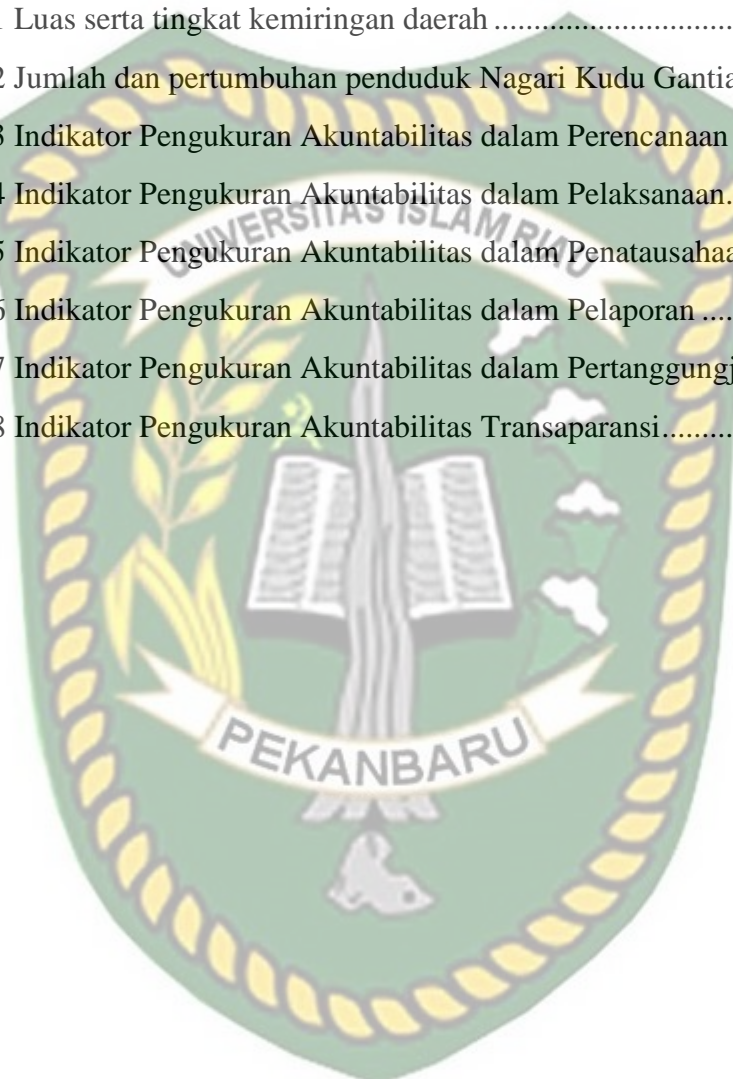 1 Luas serta tingkat kemiringan daerah ............................
2 Jumlah dan pertumbuhan penduduk Nagari Kudu Gantia
3 Indikator Pengukuran Akuntabilitas dalam Perencanaan
4 Indikator Pengukuran Akuntabilitas dalam Pelaksanaan.
5 Indikator Pengukuran Akuntabilitas dalam Penatausahaa
6 Indikator Pengukuran Akuntabilitas dalam Pelaporan ....
7 Indikator Pengukuran Akuntabilitas dalam Pertanggungj
8 Indikator Pengukuran Akuntabilitas Transaparansi.........
UNIVERSITAS ISLAM RIAU
PEKANBARU